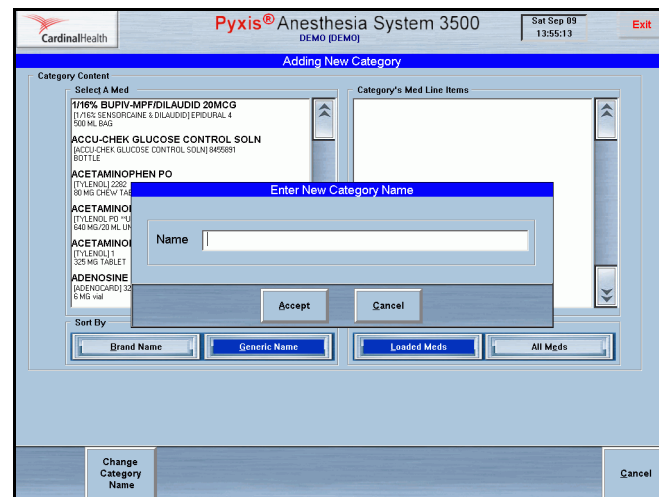 CardinalHealth
Pyxis® Anesthesia System 3500
DEMO [DEMO]
Sat Sep 09
13:55:13
Exit
Adding New Category
Category Content
Select A Med
Category's Med Line Items
1/16% BUPIV-MPF/DILAUDID 20MCG
[1/16% SENSORCAINE & DILAUDID] EPIDURAL 4
500 ML BAG
ACCU-CHEK GLUCOSE CONTROL SOLN
[ACCU-CHEK GLUCOSE CONTROL SOLN] 8455891
BOTTLE
ACETAMINOPHEN PO
[TYLENOL] 2282
80 MG CHEW TAB
ACETAMINO
[TYLENOL PO **U
640 MG/20 ML UN
ACETAMINO
[TYLENOL] 1
325 MG TABLET
ADENOSINE
[ADENOCARD] 32
6 MG vial
Enter New Category Name
Name
Accept
Cancel
Sort By
Brand Name
Generic Name
Loaded Meds
All Meds
Change
Category
Name
Cancel